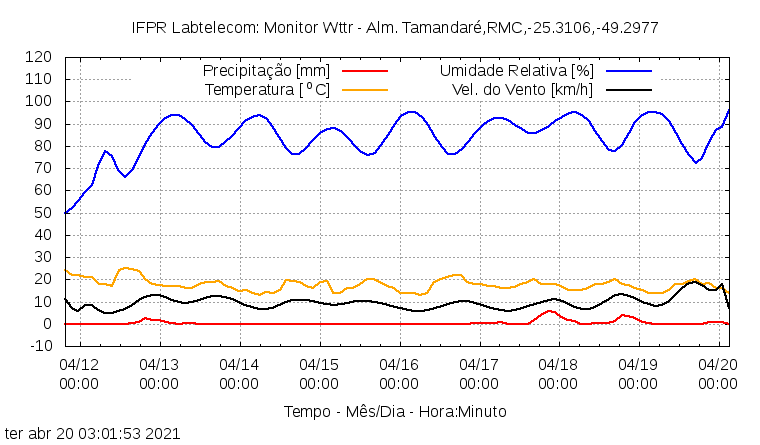 IFPR Labtelecom: Monitor Wttr - Alm. Tamandaré,RMC,-25.3106,-49.2977
120
110
100
90
80
70
60
50
40
30
20
10
0
-10
Precipitação [mm]
Temperatura [ ⁰C]
Umidade Relativa [%]
Vel. do Vento [km/h]
04/12 04/13 04/14 04/15 04/16 04/17 04/18 04/19 04/20
00:00 00:00 00:00 00:00 00:00 00:00 00:00 00:00 00:00
Tempo - Mês/Dia - Hora:Minuto
ter abr 20 03:01:53 2021